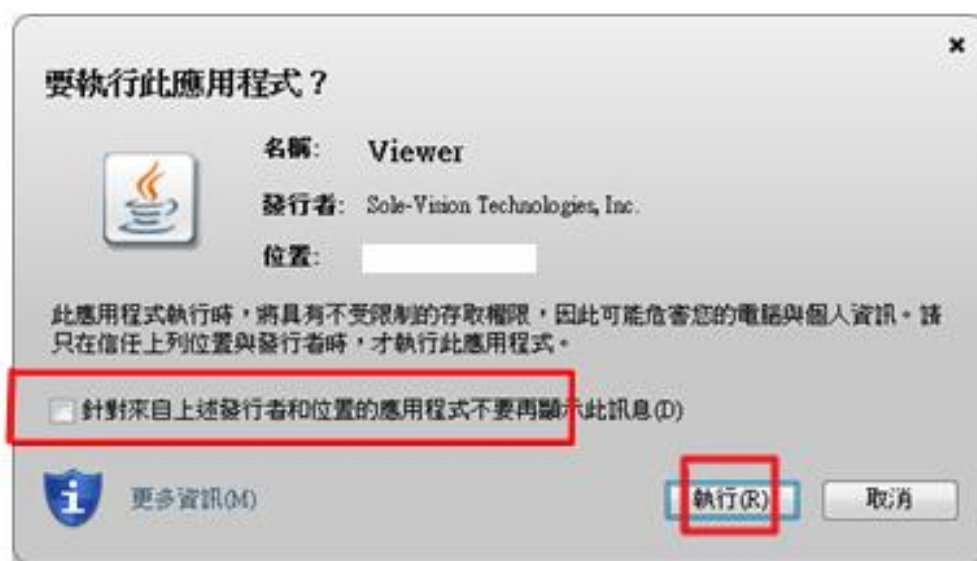 要執行此應用程式？
名稱: Viewer
發行者: Sole-Vision Technologies, Inc.
位置:
此應用程式執行時，將具有不受限制的存取權限，因此可能危害您的電腦與個人資訊。請
只在信任上列位置與發行者時，才執行此應用程式。
針對來自上述發行者和位置的應用程式不要再顯示此訊息(D)
更多資訊(M)
執行(R)
取消